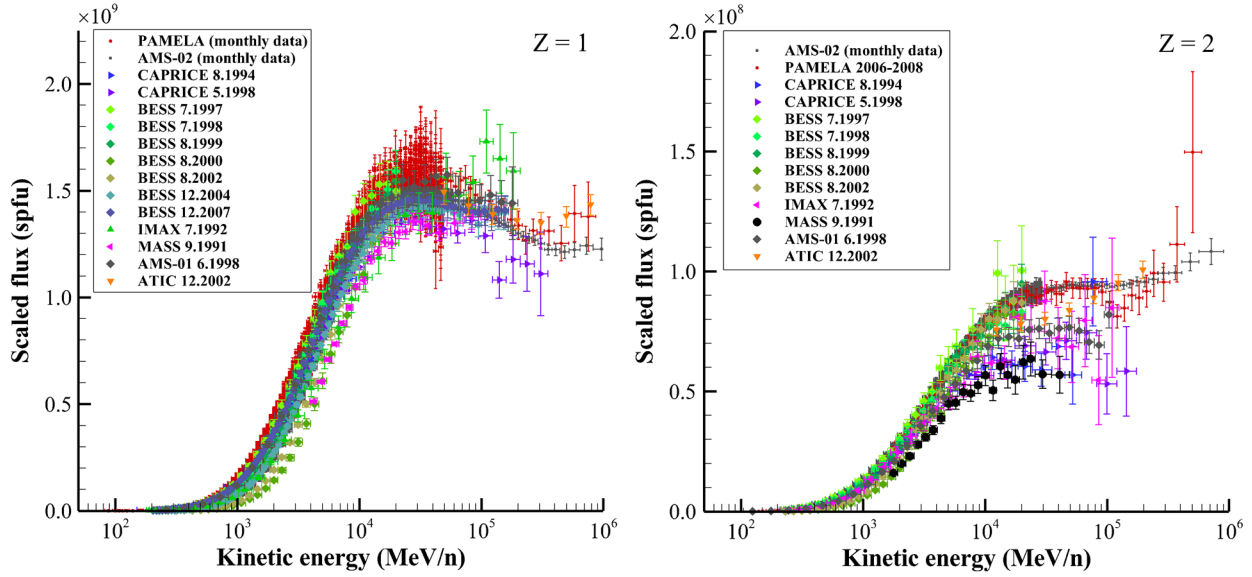 ×10⁹
Z = 1
PAMELA (monthly data)
AMS-02 (monthly data)
CAPRICE 8.1994
CAPRICE 5.1998
BESS 7.1997
BESS 7.1998
BESS 8.1999
BESS 8.2000
BESS 8.2002
BESS 12.2004
BESS 12.2007
IMAX 7.1992
MASS 9.1991
AMS-01 6.1998
ATIC 12.2002
Scaled flux (spfu)
2.0
1.5
1.0
0.5
0.0
10²
10³
10⁴
10⁵
10⁶
Kinetic energy (MeV/n)
×10⁸
Z = 2
AMS-02 (monthly data)
PAMELA 2006-2008
CAPRICE 8.1994
CAPRICE 5.1998
BESS 7.1997
BESS 7.1998
BESS 8.1999
BESS 8.2000
BESS 8.2002
IMAX 7.1992
MASS 9.1991
AMS-01 6.1998
ATIC 12.2002
Scaled flux (spfu)
2.0
1.5
1.0
0.5
0.0
10²
10³
10⁴
10⁵
10⁶
Kinetic energy (MeV/n)